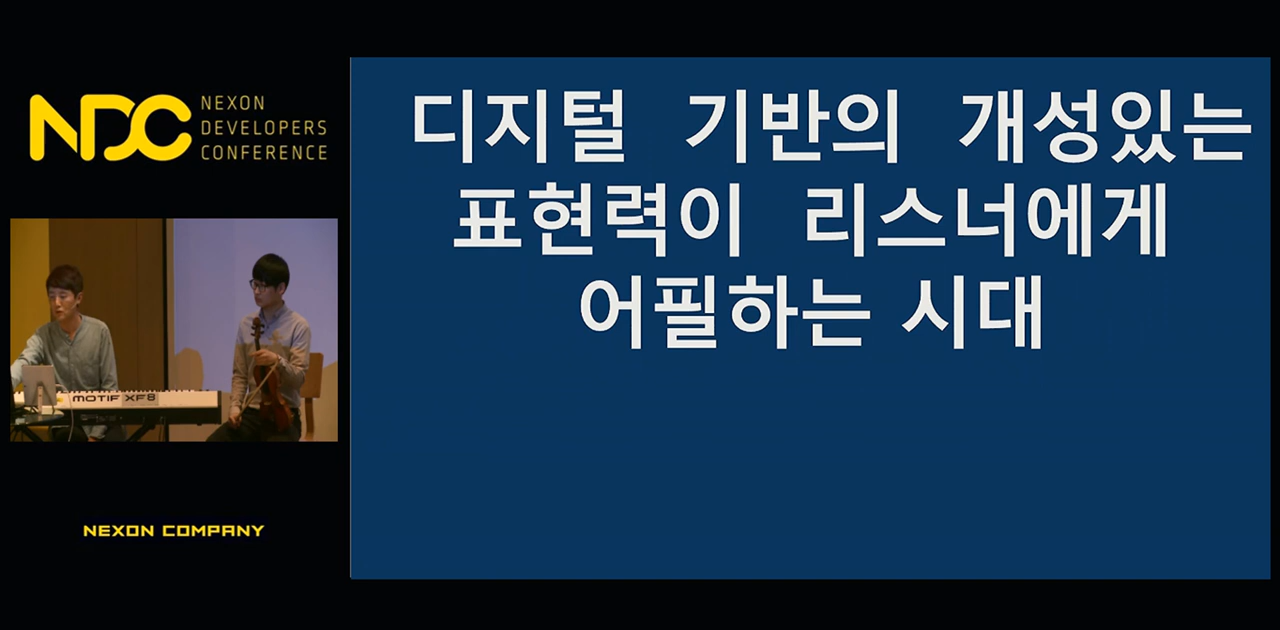 NDC
NEXON
DEVELOPERS
CONFERENCE
디지털 기반의 개성있는
표현력이 리스너에게
어필하는 시대
MOTIF XF8
NEXON COMPANY